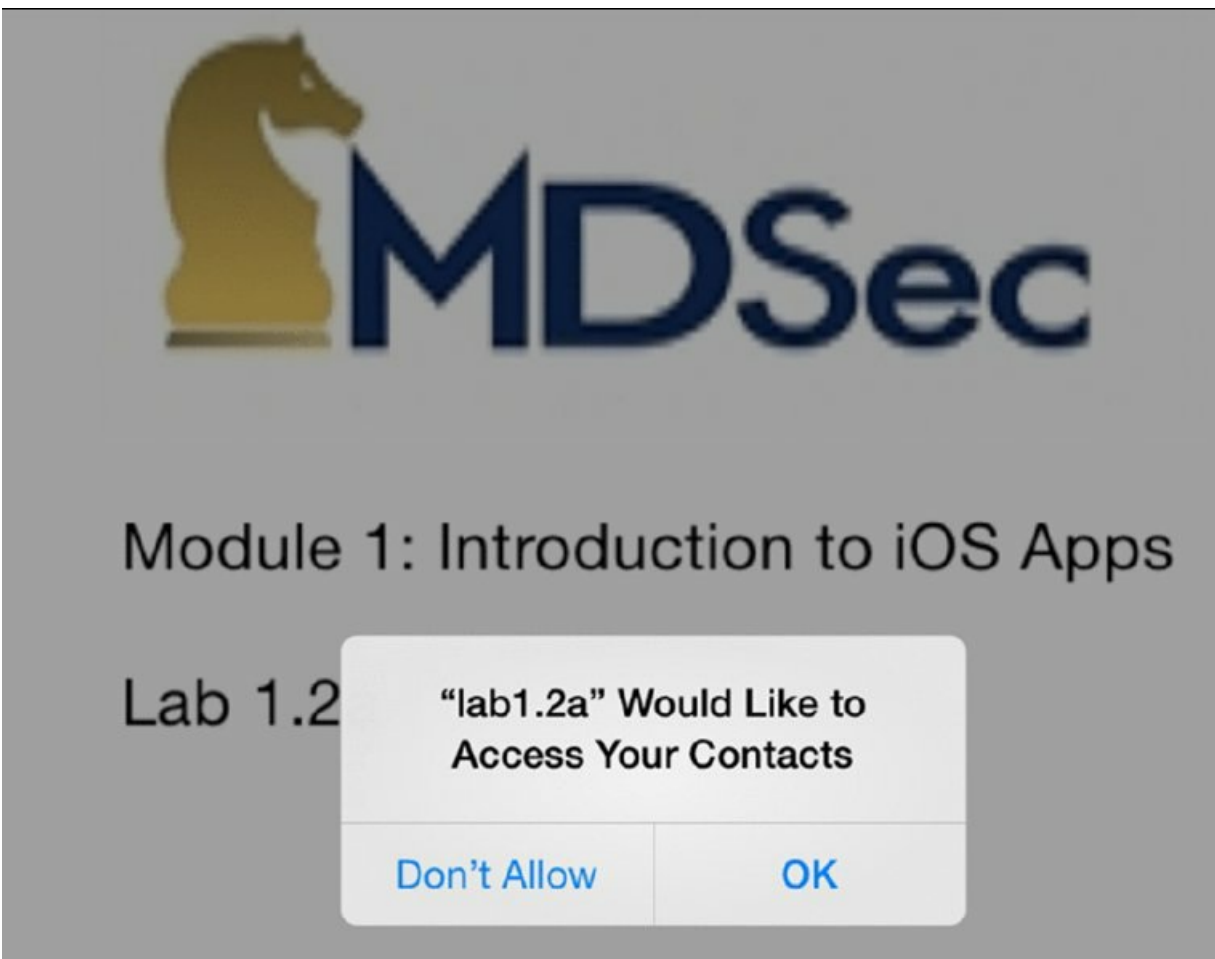 MDSec
Module 1: Introduction to iOS Apps
Lab 1.2
“lab1.2a” Would Like to
Access Your Contacts
Don't Allow
OK